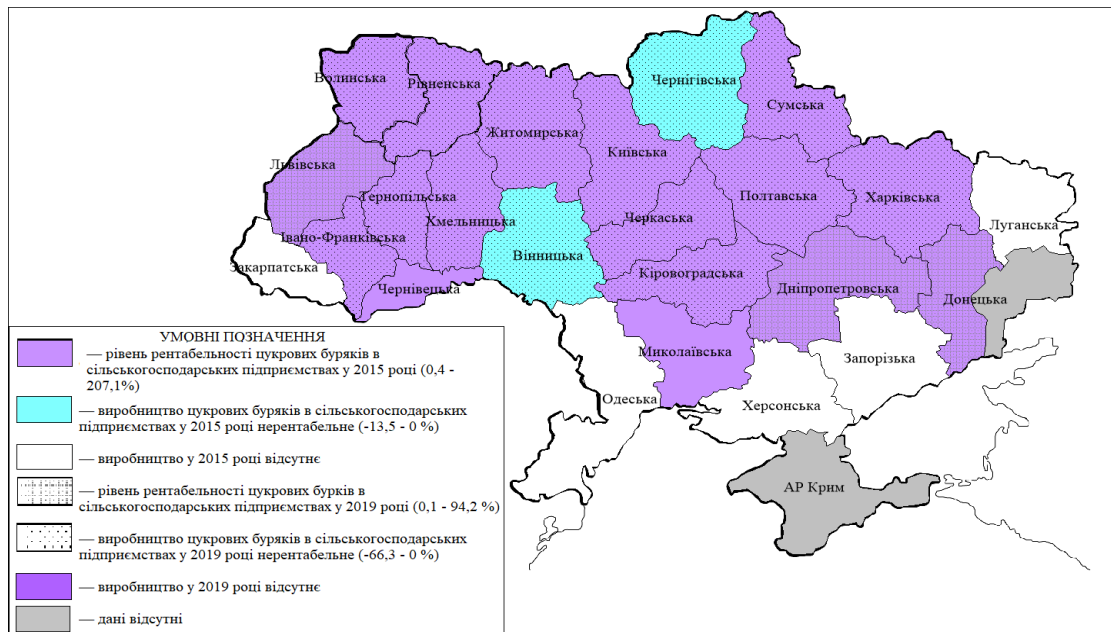 Волинська
Рівненська
Чернігівська
Сумська
Житомирська
Київська
Львівська
Тернопільська
Хмельницька
Черкаська
Полтавська
Харківська
Луганська
Івано-Франківська
Закарпатська
Чернівецька
Вінницька
Кіровоградська
Дніпропетровська
Донецька
Миколаївська
Запорізька
Одеська
Херсонська
АР Крим
УМОВНІ ПОЗНАЧЕННЯ
— рівень рентабельності цукрових буряків в
сільськогосподарських підприємствах у 2015 році (0,4 -
207,1%)
— виробництво цукрових буряків в сільськогосподарських
підприємствах у 2015 році нерентабельне (-13,5 - 0 %)
— виробництво у 2015 році відсутнє
— рівень рентабельності цукрових бурків в
сільськогосподарських підприємствах у 2019 році (0,1 - 94,2 %)
— виробництво цукрових буряків в сільськогосподарських
підприємствах у 2019 році нерентабельне (-66,3 - 0 %)
— виробництво у 2019 році відсутнє
— дані відсутні